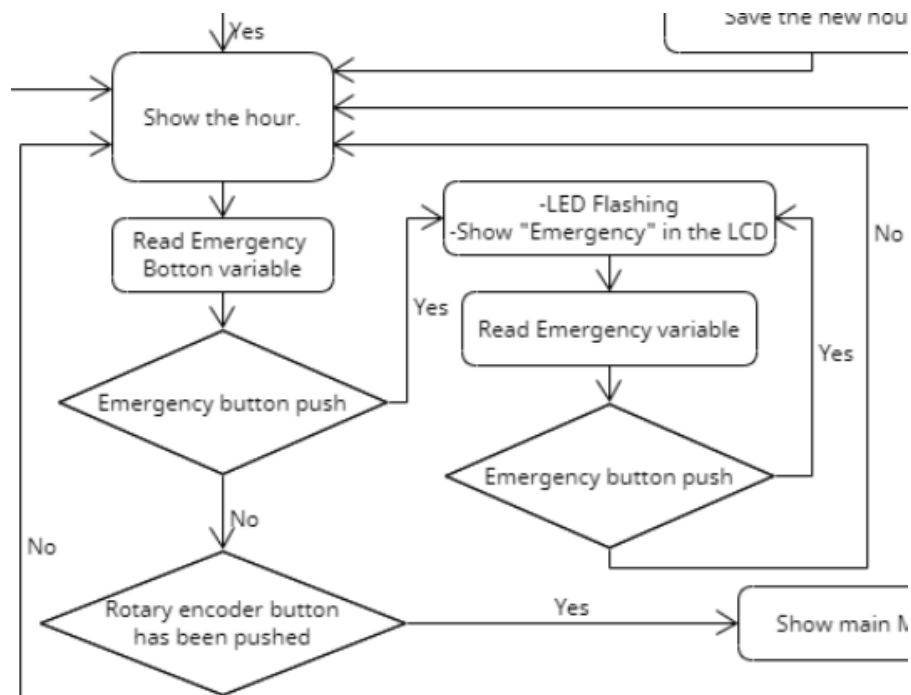 Yes
Save the new hou
Show the hour.
-LED Flashing
-Show "Emergency" in the LCD
No
Read Emergency
Botton variable
Yes
Read Emergency variable
Yes
Emergency button push
Emergency button push
No
No
Rotary encoder button
has been pushed
Yes
Show main M